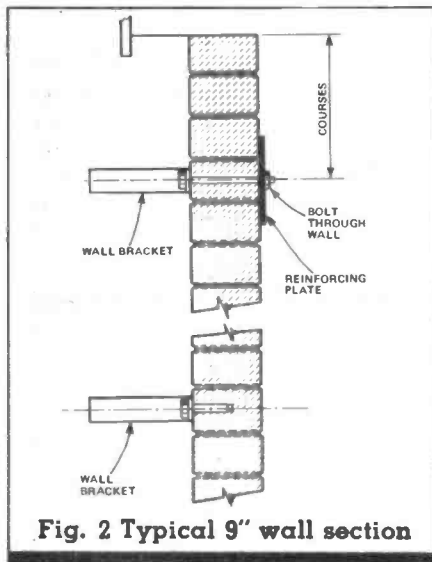 COURSES
WALL BRACKET
BOLT
THROUGH
WALL
REINFORCING
PLATE
WALL
BRACKET
Fig. 2 Typical 9" wall section